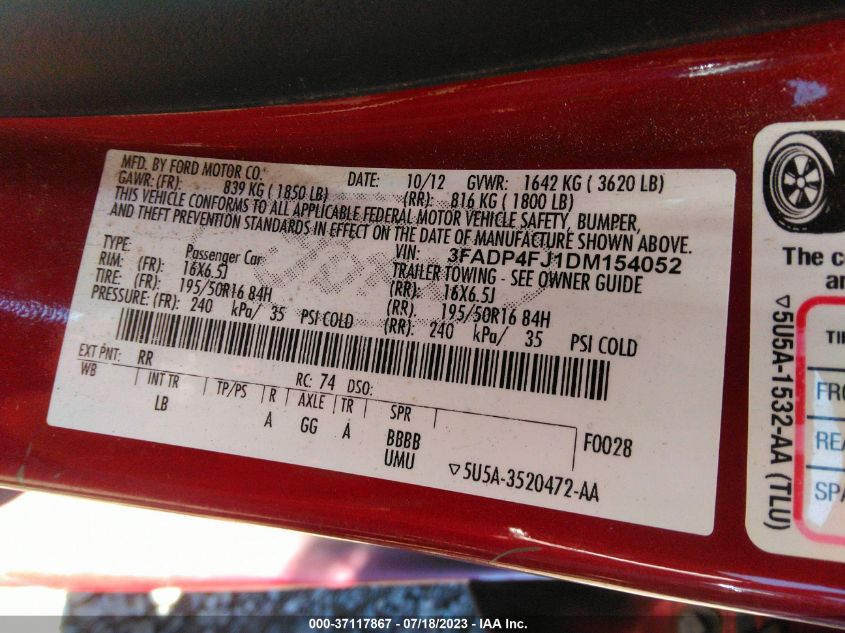 MFD. BY FORD MOTOR CO.
DATE: 10/12 GVWR: 1642 KG ( 3620 LB)
GAWR: (FR): 839 KG ( 1850 LB) (RR): 816 KG ( 1800 LB)
THIS VEHICLE CONFORMS TO ALL APPLICABLE FEDERAL MOTOR VEHICLE SAFETY, BUMPER,
AND THEFT PREVENTION STANDARDS IN EFFECT ON THE DATE OF MANUFACTURE SHOWN ABOVE.
VIN: 3FADP4FJ1DM154052
TYPE: Passenger Car TRAILER TOWING - SEE OWNER GUIDE
RIM: (FR): 16X6.5J (RR): 16X6.5J
TIRE: (FR): 195/50R16 84H (RR): 195/50R16 84H
PRESSURE: (FR): 240 kPa/ 35 PSI COLD (RR): 240 kPa/ 35 PSI COLD
EXT PNT: RR RC: 74 DSO:
WB INT TR TP/PS R AXLE TR SPR
LB A GG A BBBB F0028
UMU ▽5U5A-3520472-AA
The co
▽5U5A-1532-AA (TLU)
TI
FRO
REA
SPA
000-37117867 - 07/18/2023 - IAA Inc.